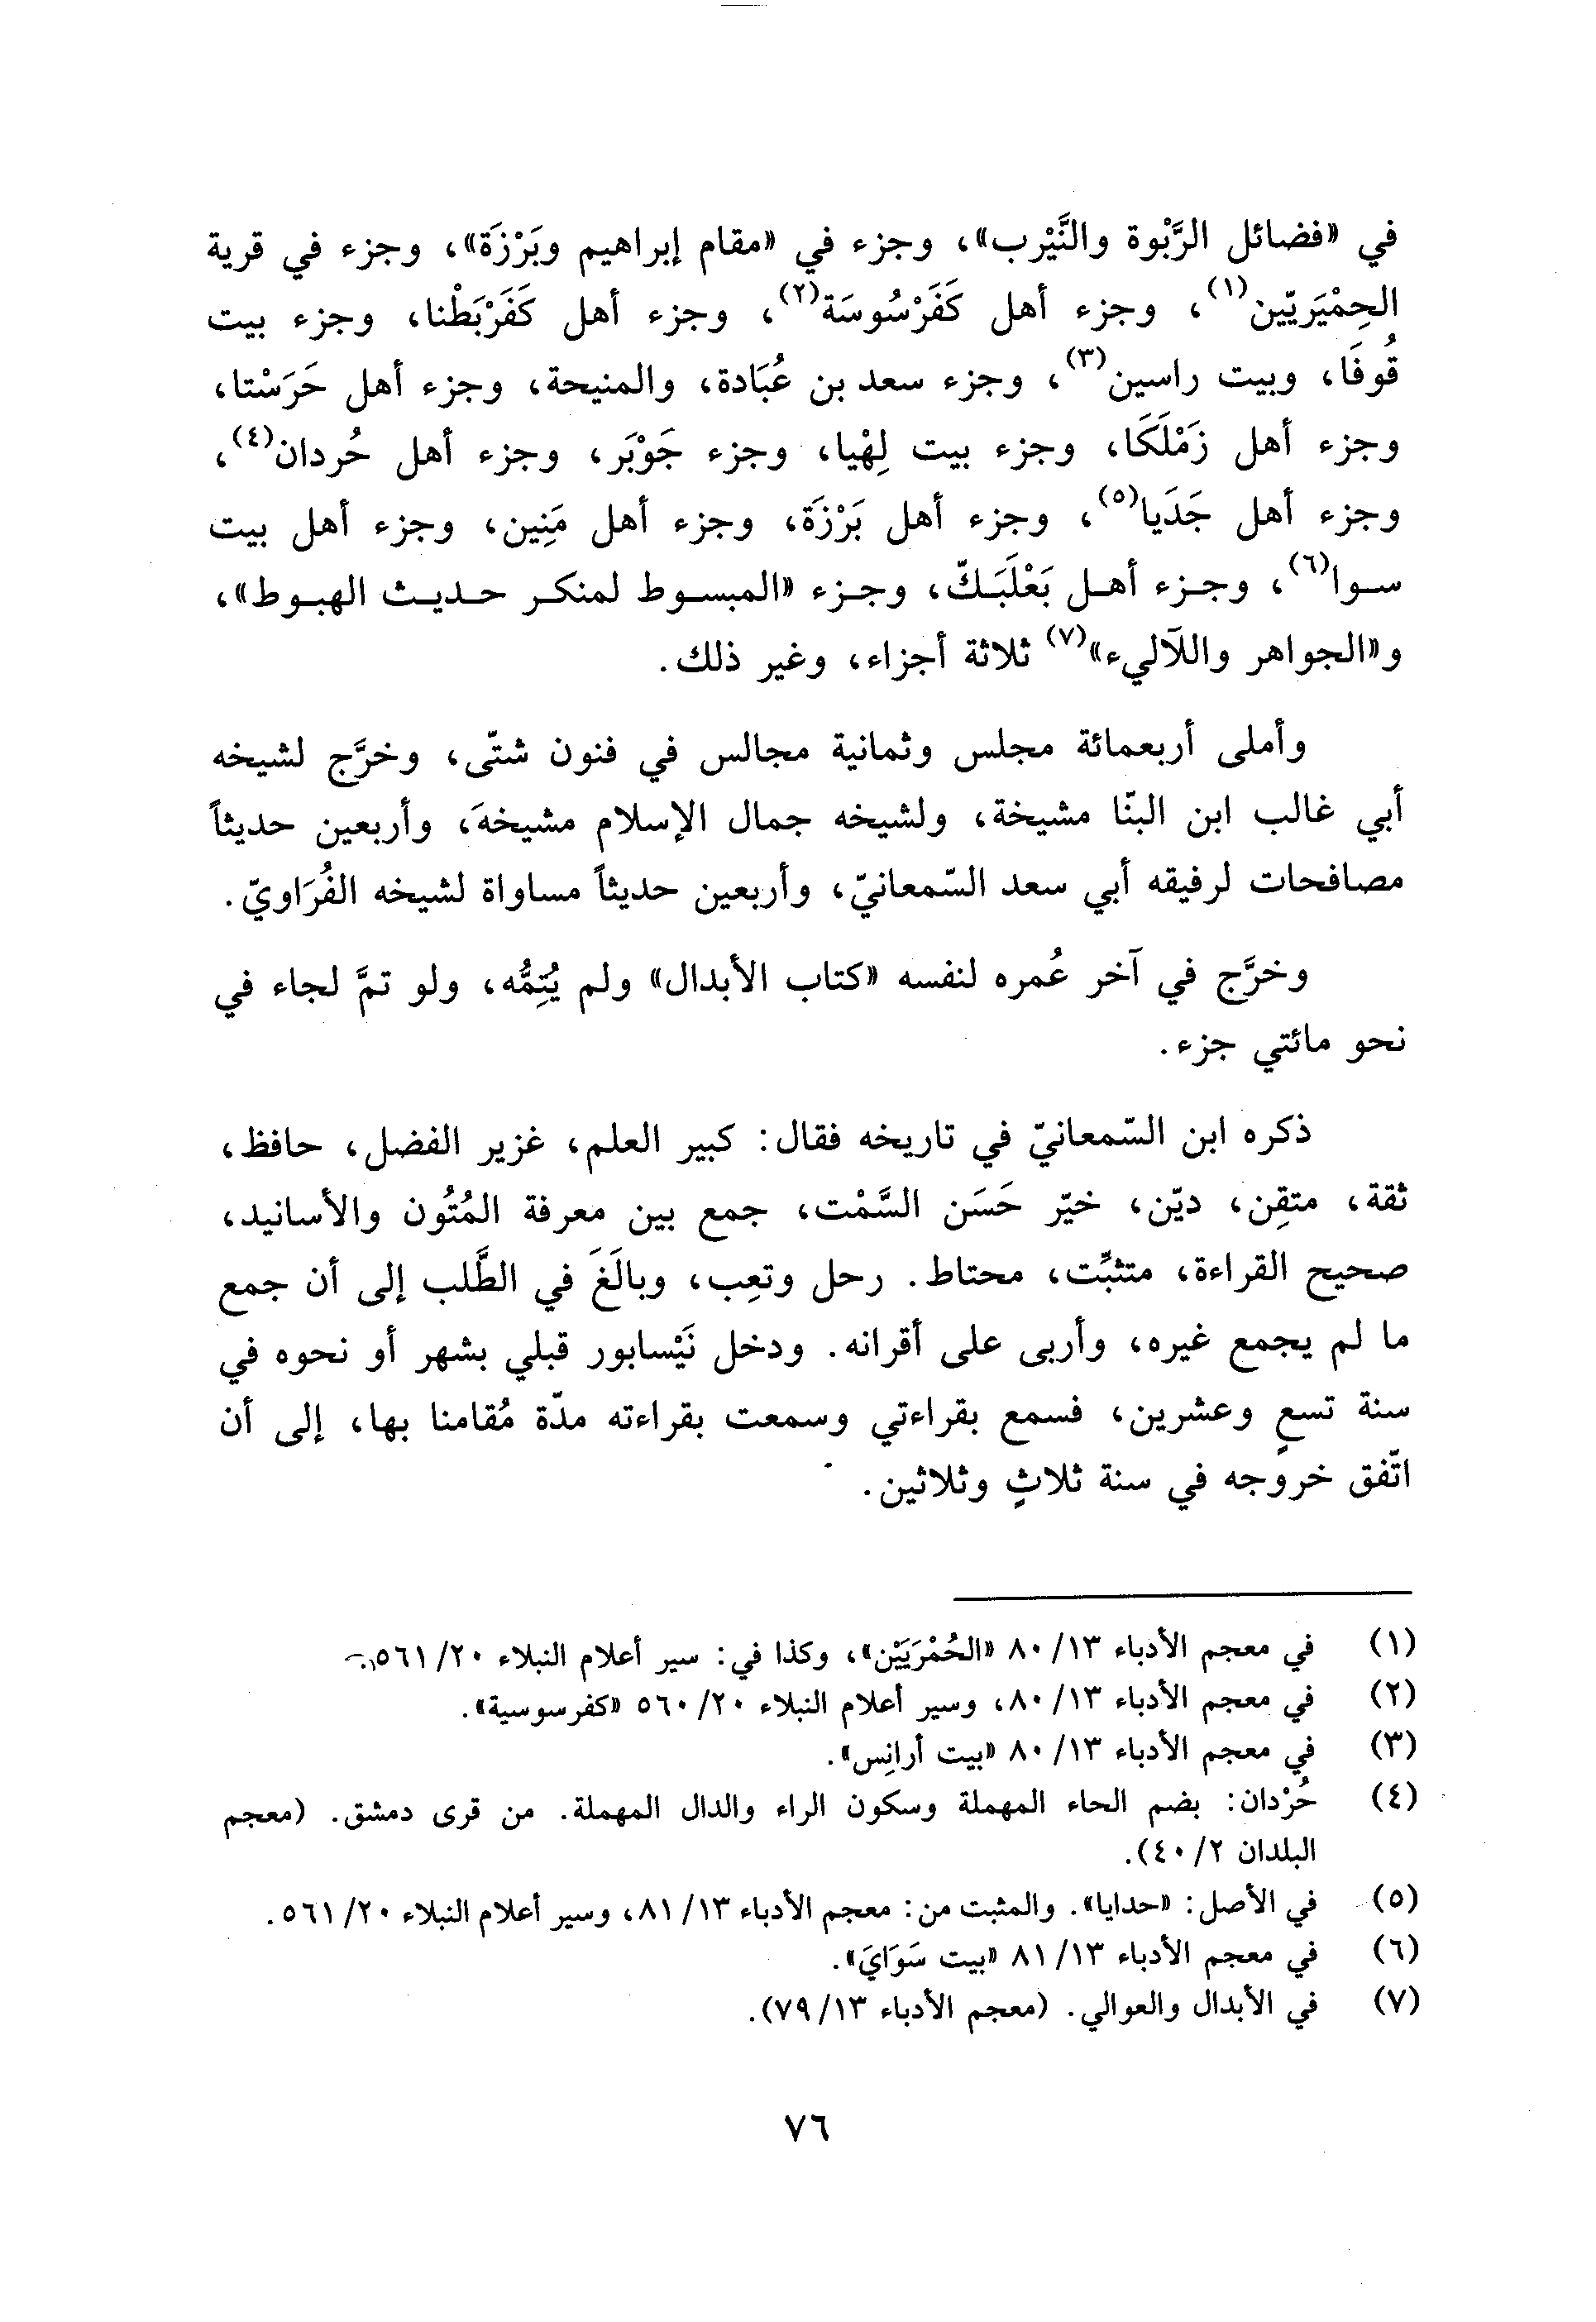 في «فضائل الرَّبْوة والنَّيْرب»، وجزء في «مقام إبراهيم وبَرْزَة»، وجزء في قرية
الحِمْيَريّين(١)، وجزء أهل كَفَرْسُوسَة(٢)، وجزء أهل كَفَرْبَطْنا، وجزء بيت
قُوفَا، وبيت راسين(٣)، وجزء سعد بن عُبَادة، والمنيحة، وجزء أهل حَرَسْتا،
وجزء أهل زَمْلَكَا، وجزء بيت لِهْيا، وجزء جَوْبَر، وجزء أهل حُردان(٤)،
وجزء أهل جَدَيا(٥)، وجزء أهل بَرْزَة، وجزء أهل مَنِين، وجزء أهل بيت
سوا(٦)، وجزء أهل بَعْلَبَكّ، وجزء «المبسوط لمنكر حديث الهبوط»،
و«الجواهر واللآليء»(٧) ثلاثة أجزاء، وغير ذلك.
وأملى أربعمائة مجلس وثمانية مجالس في فنون شتّى، وخرَّج لشيخه
أبي غالب ابن البنّا مشيخة، ولشيخه جمال الإسلام مشيخةَ، وأربعين حديثاً
مصافحات لرفيقه أبي سعد السّمعانيّ، وأربعين حديثاً مساواة لشيخه الفُرَاويّ.
وخرَّج في آخر عُمره لنفسه «كتاب الأبدال» ولم يُتِمُّه، ولو تمَّ لجاء في
نحو مائتي جزء.
ذكره ابن السّمعانيّ في تاريخه فقال: كبير العلم، غزير الفضل، حافظ،
ثقة، متقِن، ديّن، خيّر حَسَن السَّمْت، جمع بين معرفة المُتُون والأسانيد،
صحيح القراءة، متثبِّت، محتاط. رحل وتعِب، وبالَغَ في الطَّلب إلى أن جمع
ما لم يجمع غيره، وأربى على أقرانه. ودخل نَيْسابور قبلي بشهر أو نحوه في
سنة تسعٍ وعشرين، فسمع بقراءتي وسمعت بقراءته مدّة مُقامنا بها، إلى أن
اتّفق خروجه في سنة ثلاثٍ وثلاثين.
(١) في معجم الأدباء ٨٠/١٣ «الحُمْرَيَيْن»، وكذا في: سير أعلام النبلاء ٥٦١/٢٠.
(٢) في معجم الأدباء ٨٠/١٣، وسير أعلام النبلاء ٥٦٠/٢٠ «كفرسوسية».
(٣) في معجم الأدباء ٨٠/١٣ «بيت أرانِس».
(٤) حُرْدان: بضم الحاء المهملة وسكون الراء والدال المهملة. من قرى دمشق. (معجم
البلدان ٤٠/٢).
(٥) في الأصل: «حدايا». والمثبت من: معجم الأدباء ٨١/١٣، وسير أعلام النبلاء ٥٦١/٢٠.
(٦) في معجم الأدباء ٨١/١٣ «بيت سَوَايَ».
(٧) في الأبدال والعوالي. (معجم الأدباء ٧٩/١٣).
٧٦